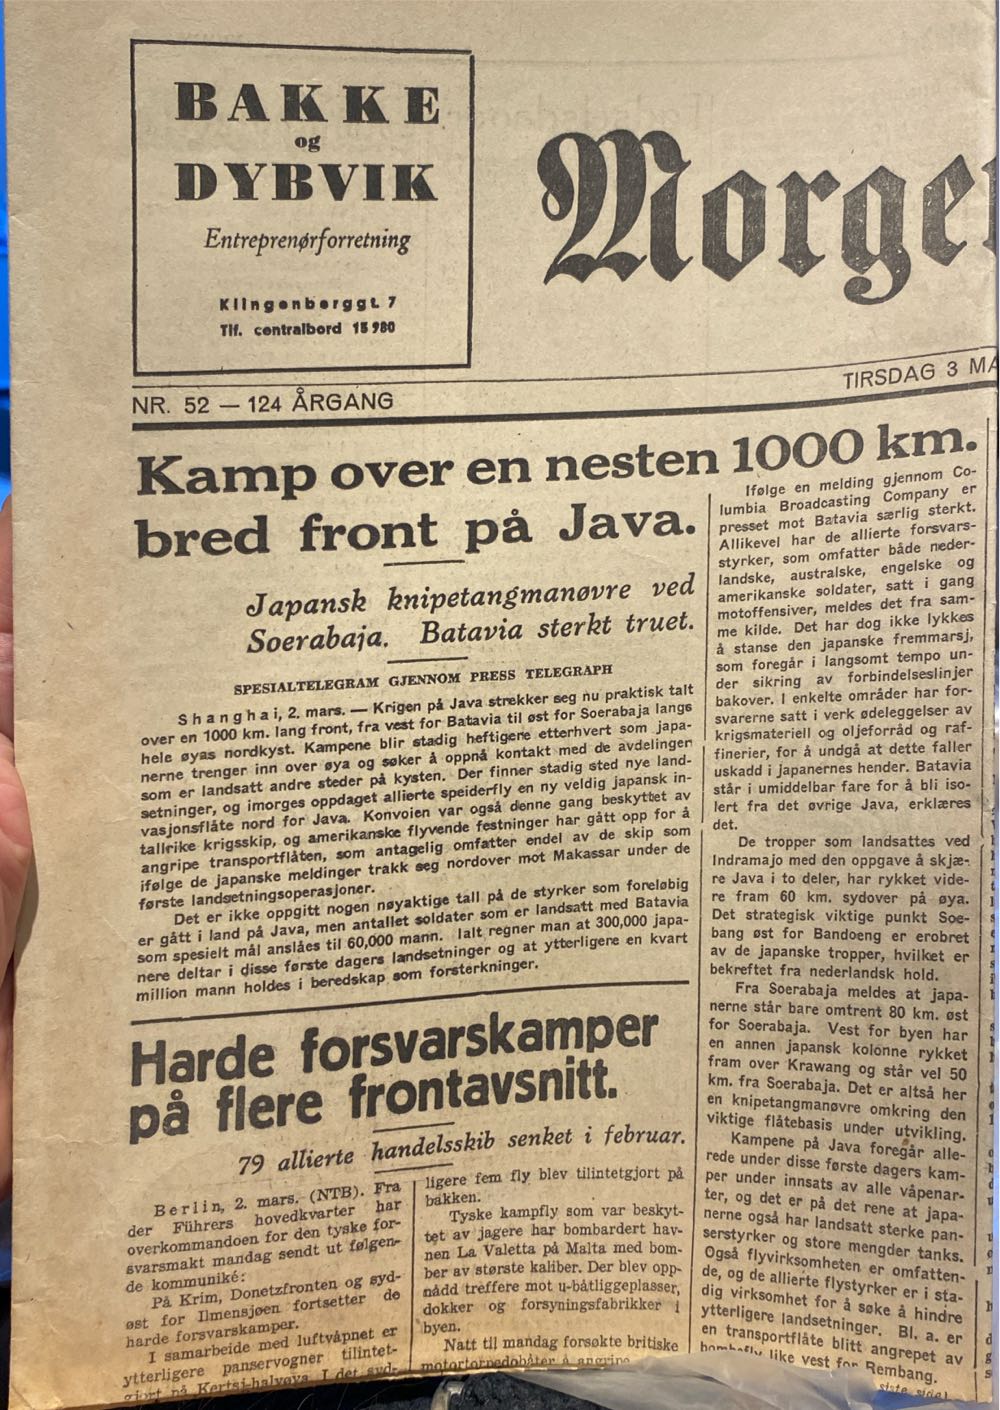 BAKKE
og
DYBVIK
Entreprenørforretning
Klingenberggt. 7
Tlf. centralbord 15980
Morge
NR. 52 — 124 ÅRGANG
TIRSDAG 3 MA
Kamp over en nesten 1000 km.
bred front på Java.
Japansk knipetangmanøvre ved
Soerabaja. Batavia sterkt truet.
SPESIALTELEGRAM GJENNOM PRESS TELEGRAPH
Shanghai, 2. mars. — Krigen på Java strekker seg nu praktisk talt
over en 1000 km. lang front, fra vest for Batavia til øst for Soerabaja langs
hele øyas nordkyst. Kampene blir stadig heftigere etterhvert som japa-
nerne trenger inn over øya og søker å oppnå kontakt med de avdelinger
som er landsatt andre steder på kysten. Der finner stadig sted nye land-
setninger, og imorges oppdaget allierte speiderfly en ny veldig japansk in-
vasjonsflåte nord for Java. Konvoien var også denne gang beskyttet av
tallrike krigsskip, og amerikanske flyvende festninger har gått opp for å
angripe transportflåten, som antagelig omfatter endel av de skip som
ifølge de japanske meldinger trakk seg nordover mot Makassar under de
første landsetningsoperasjoner.
Det er ikke oppgitt nogen nøyaktige tall på de styrker som foreløbig
er gått i land på Java, men antallet soldater som er landsatt med Batavia
som spesielt mål anslåes til 60,000 mann. Ialt regner man at 300,000 japa-
nere deltar i disse første dagers landsetninger og at ytterligere en kvart
million mann holdes i beredskap som forsterkninger.
Ifølge en melding gjennom Co-
lumbia Broadcasting Company er
presset mot Batavia særlig sterkt.
Allikevel har de allierte forsvars-
styrker, som omfatter både neder-
landske, australske, engelske og
amerikanske soldater, satt i gang
motoffensiver, meldes det fra sam-
me kilde. Det har dog ikke lykkes
å stanse den japanske fremmarsj,
som foregår i langsomt tempo un-
der sikring av forbindelseslinjer
bakover. I enkelte områder har for-
svarerne satt i verk ødeleggelser av
krigsmateriell og oljeforråd og raf-
finerier, for å undgå at dette faller
uskadd i japanernes hender. Batavia
står i umiddelbar fare for å bli iso-
lert fra det øvrige Java, erklæres
det.
De tropper som landsattes ved
Indramajo med den oppgave å skjæ-
re Java i to deler, har rykket vide-
re fram 60 km. sydover på øya.
Det strategisk viktige punkt Soe-
bang øst for Bandoeng er erobret
av de japanske tropper, hvilket er
bekreftet fra nederlandsk hold.
Fra Soerabaja meldes at japa-
nerne står bare omtrent 80 km. øst
for Soerabaja. Vest for byen har
en annen japansk kolonne rykket
fram over Krawang og står vel 50
km. fra Soerabaja. Det er altså her
en knipetangmanøvre omkring den
viktige flåtebasis under utvikling.
Kampene på Java foregår alle-
rede under disse første dagers kam-
per under innsats av alle våpenar-
ter, og det er på det rene at japa-
nerne også har landsatt sterke pan-
serstyrker og store mengder tanks.
Også flyvirksomheten er omfatten-
de, og de allierte flystyrker er i sta-
dig virksomhet for å søke å hindre
ytterligere landsetninger. Bl. a. er
en transportflåte blitt angrepet av
bombefly like vest for Rembang.
siste side)
Harde forsvarskamper
på flere frontavsnitt.
79 allierte handelsskib senket i februar.
Berlin, 2. mars. (NTB). Fra
der Führers hovedkvarter har
overkommandoen for den tyske for-
svarsmakt mandag sendt ut følgen-
de kommuniké:
På Krim, Donetzfronten og syd-
øst for Ilmensjøen fortsetter de
harde forsvarskamper.
I samarbeide med luftvåpnet er
ytterligere panservogner tilintet-
gjort på Kertsj-halvøya. I det syd-
ligere fem fly blev tilintetgjort på
bakken.
Tyske kampfly som var beskyt-
tet av jagere har bombardert hav-
nen La Valetta på Malta med bom-
ber av største kaliber. Der blev opp-
nådd treffere mot u-båtliggeplasser,
dokker og forsyningsfabrikker i
byen.
Natt til mandag forsøkte britiske
motortorpedobåter å angripe